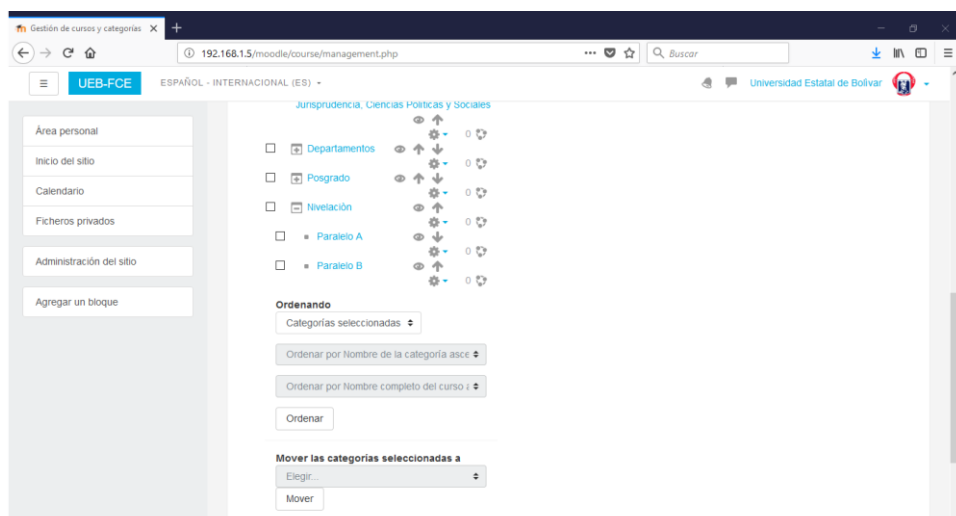 Gestión de cursos y categorías
192.168.1.5/moodle/course/management.php
Buscar
UEB-FCE
ESPAÑOL - INTERNACIONAL (ES)
Universidad Estatal de Bolívar
Jurisprudencia, Ciencias Políticas y Sociales
0
Área personal
Inicio del sitio
Calendario
Ficheros privados
Administración del sitio
Agregar un bloque
Departamentos
0
Posgrado
0
Nivelación
0
Paralelo A
0
Paralelo B
0
Ordenando
Categorías seleccionadas
Ordenar por Nombre de la categoría asce
Ordenar por Nombre completo del curso a
Ordenar
Mover las categorías seleccionadas a
Elegir...
Mover